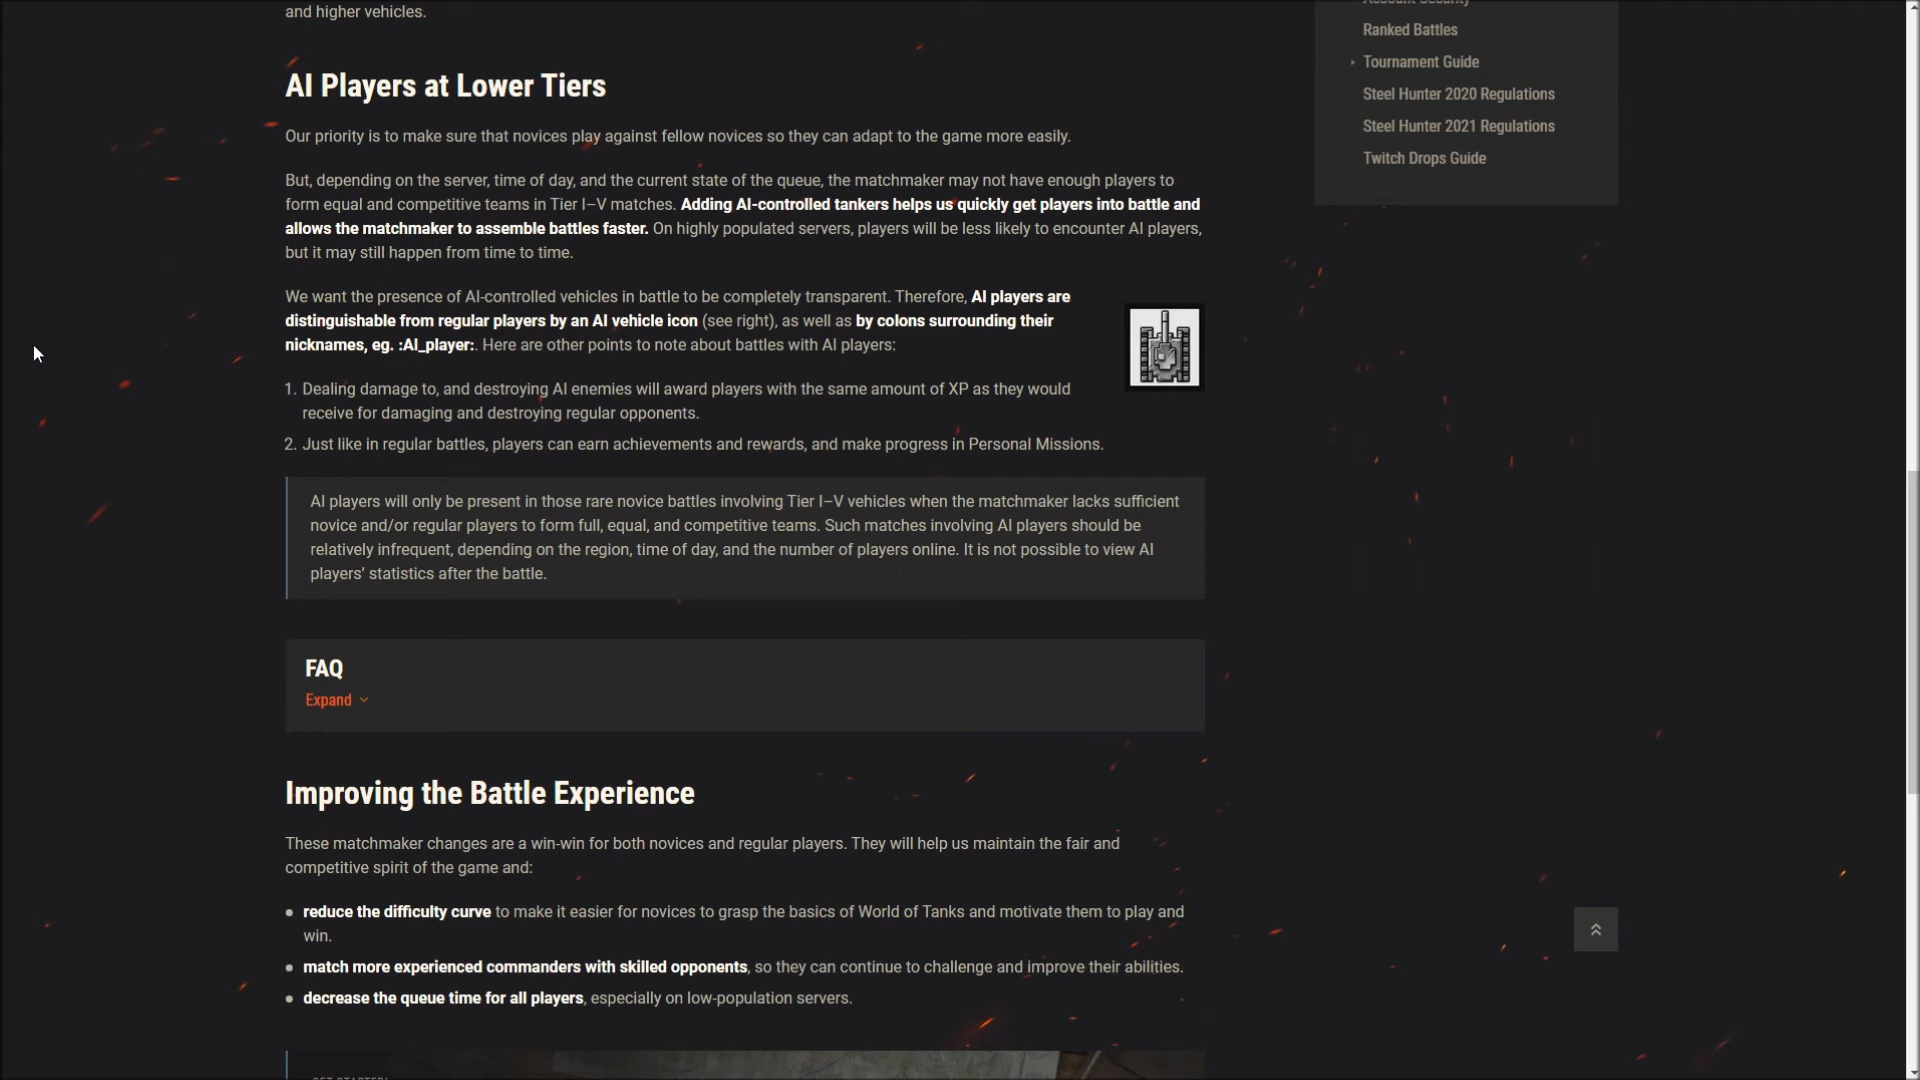 and higher vehicles.
AI Players at Lower Tiers
Our priority is to make sure that novices play against fellow novices so they can adapt to the game more easily.
But, depending on the server, time of day, and the current state of the queue, the matchmaker may not have enough players to
form equal and competitive teams in Tier I–V matches. Adding AI-controlled tankers helps us quickly get players into battle and
allows the matchmaker to assemble battles faster. On highly populated servers, players will be less likely to encounter AI players,
but it may still happen from time to time.
We want the presence of AI-controlled vehicles in battle to be completely transparent. Therefore, AI players are
distinguishable from regular players by an AI vehicle icon (see right), as well as by colons surrounding their
nicknames, eg. :AI_player:. Here are other points to note about battles with AI players:
1. Dealing damage to, and destroying AI enemies will award players with the same amount of XP as they would
receive for damaging and destroying regular opponents.
2. Just like in regular battles, players can earn achievements and rewards, and make progress in Personal Missions.
AI players will only be present in those rare novice battles involving Tier I–V vehicles when the matchmaker lacks sufficient
novice and/or regular players to form full, equal, and competitive teams. Such matches involving AI players should be
relatively infrequent, depending on the region, time of day, and the number of players online. It is not possible to view AI
players’ statistics after the battle.
FAQ
Expand
Improving the Battle Experience
These matchmaker changes are a win-win for both novices and regular players. They will help us maintain the fair and
competitive spirit of the game and:
reduce the difficulty curve to make it easier for novices to grasp the basics of World of Tanks and motivate them to play and
win.
match more experienced commanders with skilled opponents, so they can continue to challenge and improve their abilities.
decrease the queue time for all players, especially on low-population servers.
GET STARTED!
Account Security
Ranked Battles
Tournament Guide
Steel Hunter 2020 Regulations
Steel Hunter 2021 Regulations
Twitch Drops Guide